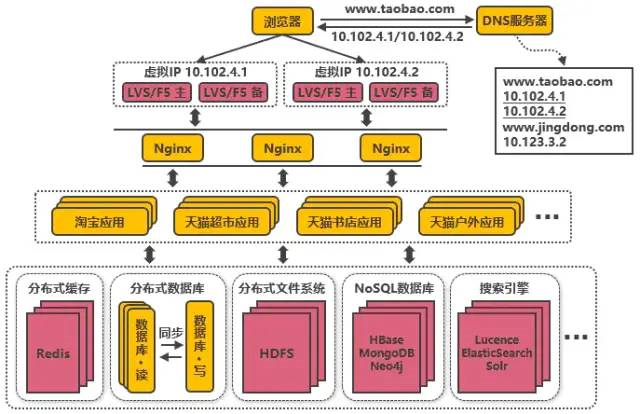 www.taobao.com
浏览器
DNS服务器
10.102.4.1/10.102.4.2
虚拟IP 10.102.4.1
虚拟IP 10.102.4.2
LVS/F5 主
LVS/F5 备
LVS/F5 主
LVS/F5 备
www.taobao.com
10.102.4.1
10.102.4.2
www.jingdong.com
10.123.3.2
Nginx
Nginx
Nginx
淘宝应用
天猫超市应用
天猫书店应用
天猫户外应用
...
分布式缓存
分布式数据库
分布式文件系统
NoSQL数据库
搜索引擎
Redis
数据库·读
同步
数据库·写
HDFS
HBase
MongoDB
Neo4j
Lucence
ElasticSearch
Solr
...